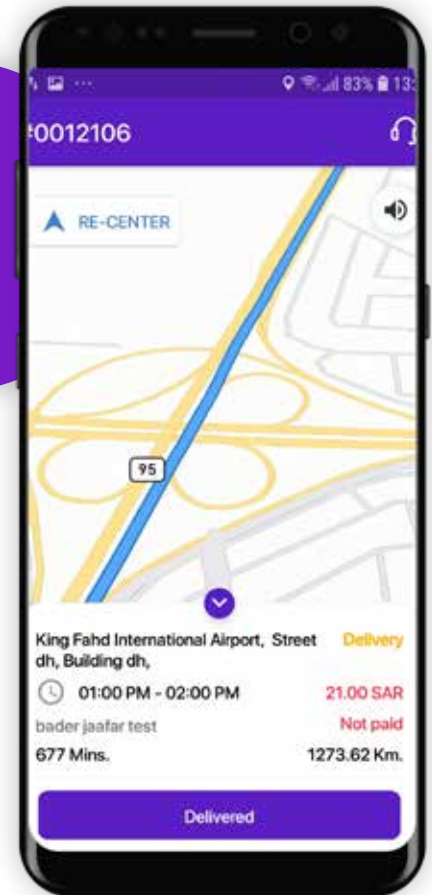 83% 13:
#0012106
RE-CENTER
95
King Fahd International Airport, Street Delivery
dh, Building dh,
01:00 PM - 02:00 PM 21.00 SAR
bader jaafar test Not paid
677 Mins. 1273.62 Km.
Delivered